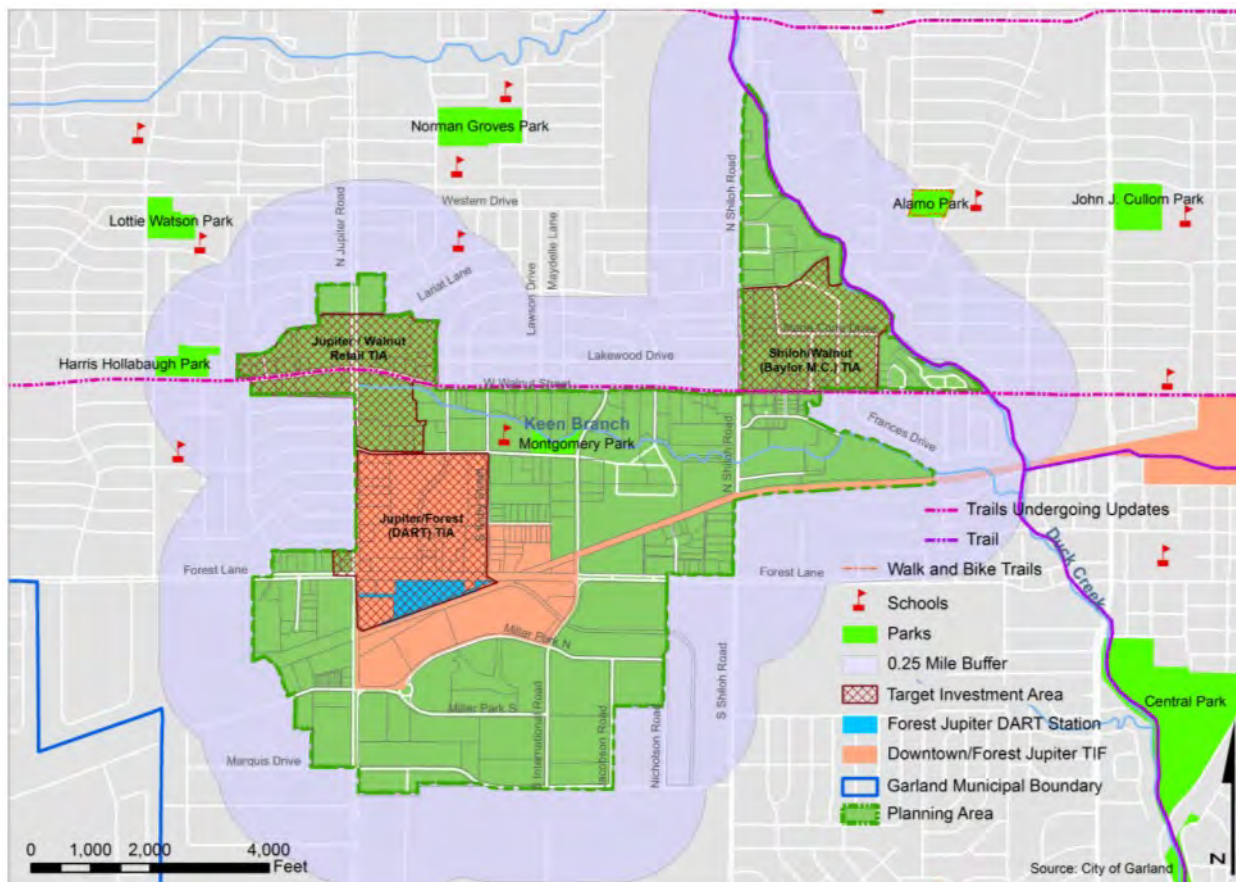 Norman Groves Park
Western Drive
Lottie Watson Park
N Jupiter Road
Lariat Lane
Lawson Drive
Maydelle Lane
N Shiloh Road
Alamo Park
John J. Cullom Park
Jupiter / Walnut
Retail TIA
Harris Hollabaugh Park
Lakewood Drive
Shiloh/Walnut
(Baylor M.C.) TIA
W Walnut Street
Keen Branch
Montgomery Park
N Shiloh Road
Frances Drive
Jupiter/Forest
(DART) TIA
Forest Lane
Forest Lane
Duck Creek
Miller Park N
Miller Park S
S International Road
Jacobson Road
Nicholson Road
S Shiloh Road
Marquis Drive
Central Park
Trails Undergoing Updates
Trail
Walk and Bike Trails
Schools
Parks
0.25 Mile Buffer
Target Investment Area
Forest Jupiter DART Station
Downtown/Forest Jupiter TIF
Garland Municipal Boundary
Planning Area
0 1,000 2,000 4,000
Feet
Source: City of Garland
N